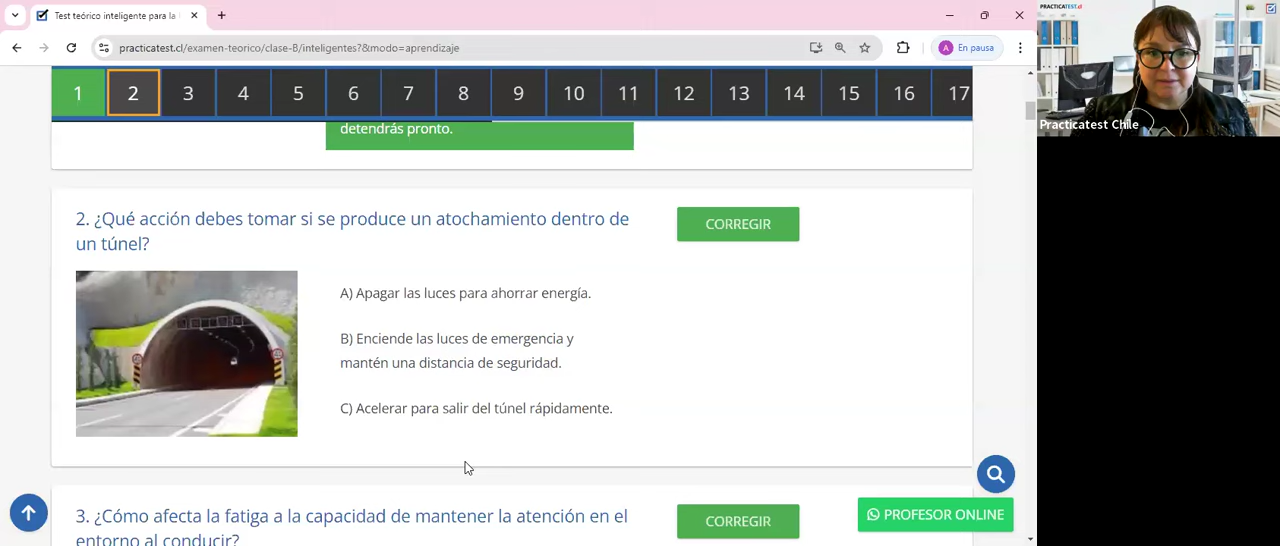 Test teórico inteligente para la
practicatest.cl/examen-teorico/clase-B/inteligentes?&modo=aprendizaje
A
En pausa
PRACTICATEST.CL
Practicatest Chile
1 2 3 4 5 6 7 8 9 10 11 12 13 14 15 16 17
detendrás pronto.
2. ¿Qué acción debes tomar si se produce un atochamiento dentro de
un túnel?
CORREGIR
A) Apagar las luces para ahorrar energía.
B) Enciende las luces de emergencia y
mantén una distancia de seguridad.
C) Acelerar para salir del túnel rápidamente.
3. ¿Cómo afecta la fatiga a la capacidad de mantener la atención en el
entorno al conducir?
CORREGIR
PROFESOR ONLINE